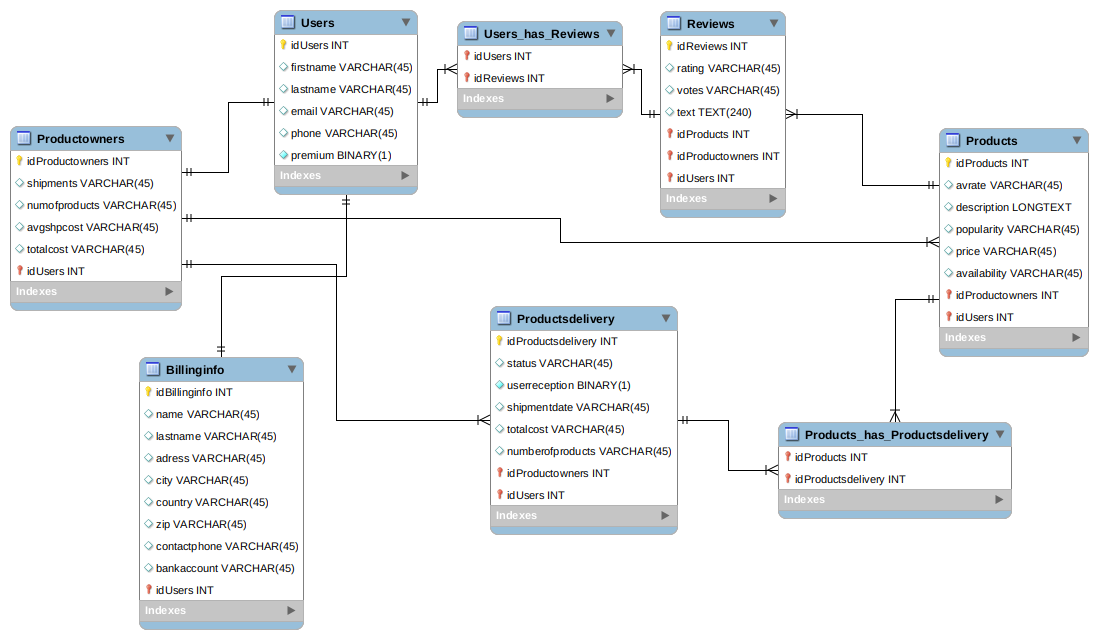 Users
idUsers INT
firstname VARCHAR(45)
lastname VARCHAR(45)
email VARCHAR(45)
phone VARCHAR(45)
premium BINARY(1)
Indexes
Users_has_Reviews
idUsers INT
idReviews INT
Indexes
Reviews
idReviews INT
rating VARCHAR(45)
votes VARCHAR(45)
text TEXT(240)
idProducts INT
idProductowners INT
idUsers INT
Indexes
Productowners
idProductowners INT
shipments VARCHAR(45)
numofproducts VARCHAR(45)
avgshpcost VARCHAR(45)
totalcost VARCHAR(45)
idUsers INT
Indexes
Products
idProducts INT
avrate VARCHAR(45)
description LONGTEXT
popularity VARCHAR(45)
price VARCHAR(45)
availability VARCHAR(45)
idProductowners INT
idUsers INT
Indexes
Productsdelivery
idProductsdelivery INT
status VARCHAR(45)
userreception BINARY(1)
shipmentdate VARCHAR(45)
totalcost VARCHAR(45)
numberofproducts VARCHAR(45)
idProductowners INT
idUsers INT
Indexes
Billinginfo
idBillinginfo INT
name VARCHAR(45)
lastname VARCHAR(45)
adress VARCHAR(45)
city VARCHAR(45)
country VARCHAR(45)
zip VARCHAR(45)
contactphone VARCHAR(45)
bankaccount VARCHAR(45)
idUsers INT
Indexes
Products_has_Productsdelivery
idProducts INT
idProductsdelivery INT
Indexes